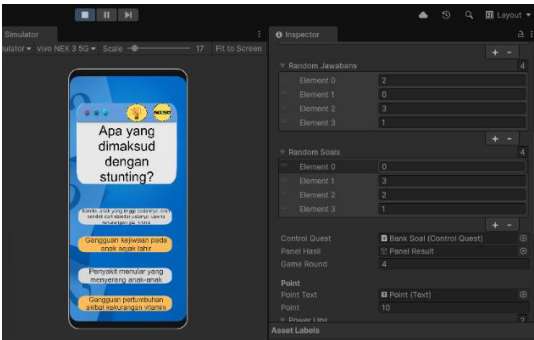 Layout
Simulator
Inspector
vivo NEX 3 5G
Scale
17
Fit to Screen
+ -
Random Jawabans
4
Element 0
2
Element 1
0
Element 2
3
Element 3
1
+ -
Random Soals
4
Element 0
0
Element 1
3
Element 2
2
Element 3
1
+ -
Control Quest
Bank Soal (Control Quest)
Panel Hasil
Panel Result
Game Round
4
Point
Point Text
Point (Text)
Point
10
Power Ups
2
Asset Labels
Apa yang
dimaksud
dengan
stunting?
Gangguan kejiwaan pada
anak sejak lahir
Penyakit menular yang
menyerang anak-anak
Gangguan pertumbuhan
akibat kekurangan vitamin